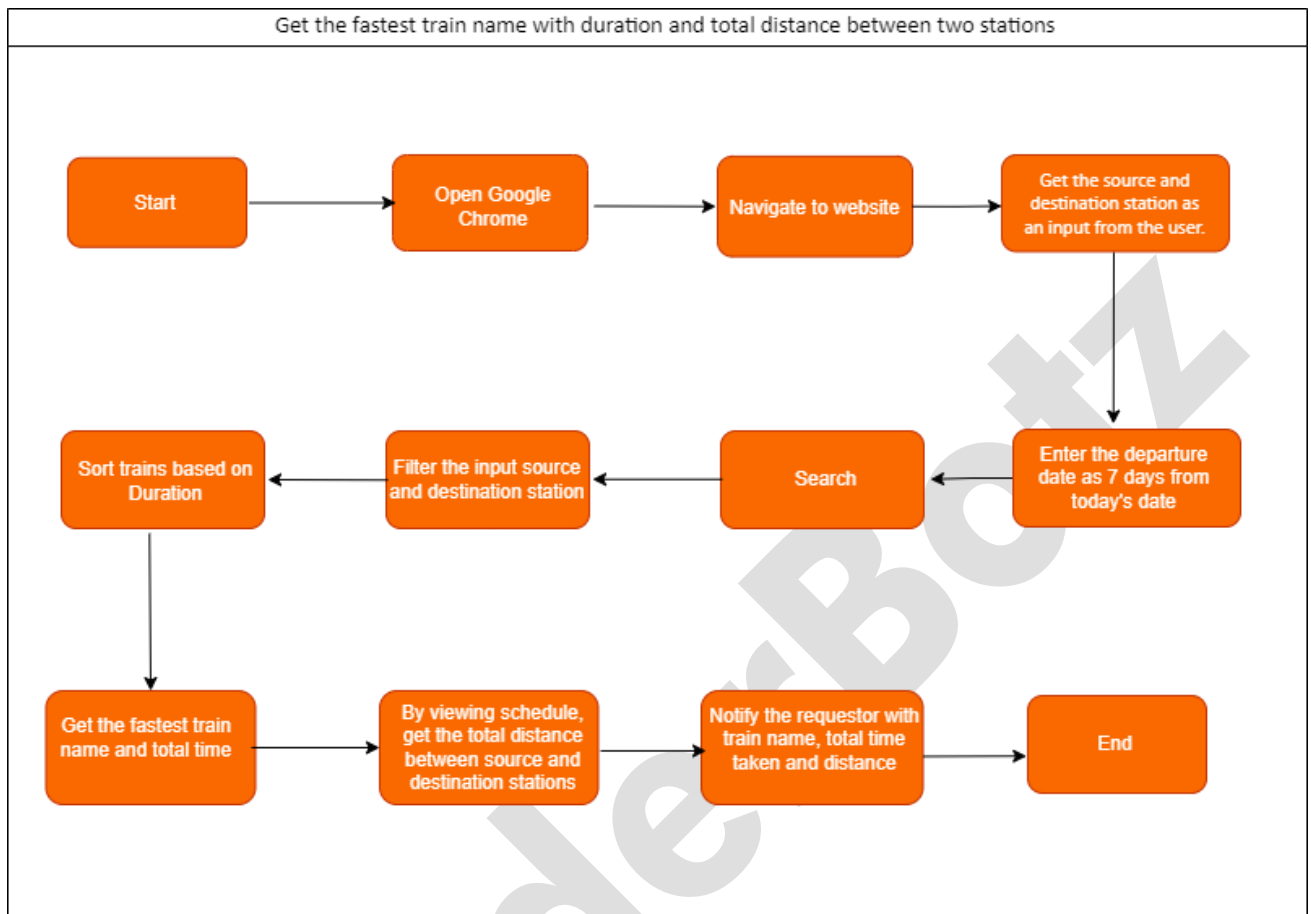 Get the fastest train name with duration and total distance between two stations
Start
Open Google
Chrome
Navigate to website
Get the source and
destination station as
an input from the user.
Enter the departure
date as 7 days from
today's date
Search
Filter the input source
and destination station
Sort trains based on
Duration
Get the fastest train
name and total time
By viewing schedule,
get the total distance
between source and
destination stations
Notify the requestor with
train name, total time
taken and distance
End
derBotz